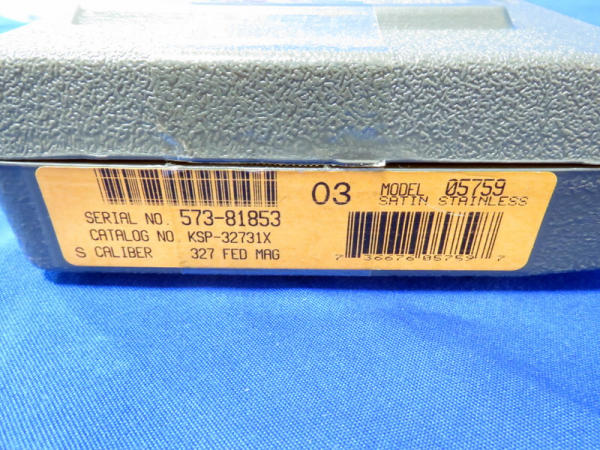 03
MODEL 05759
SATIN STAINLESS
SERIAL NO. 573-81853
CATALOG NO. KSP-32731X
S CALIBER 327 FED MAG
7 36676 05759 7